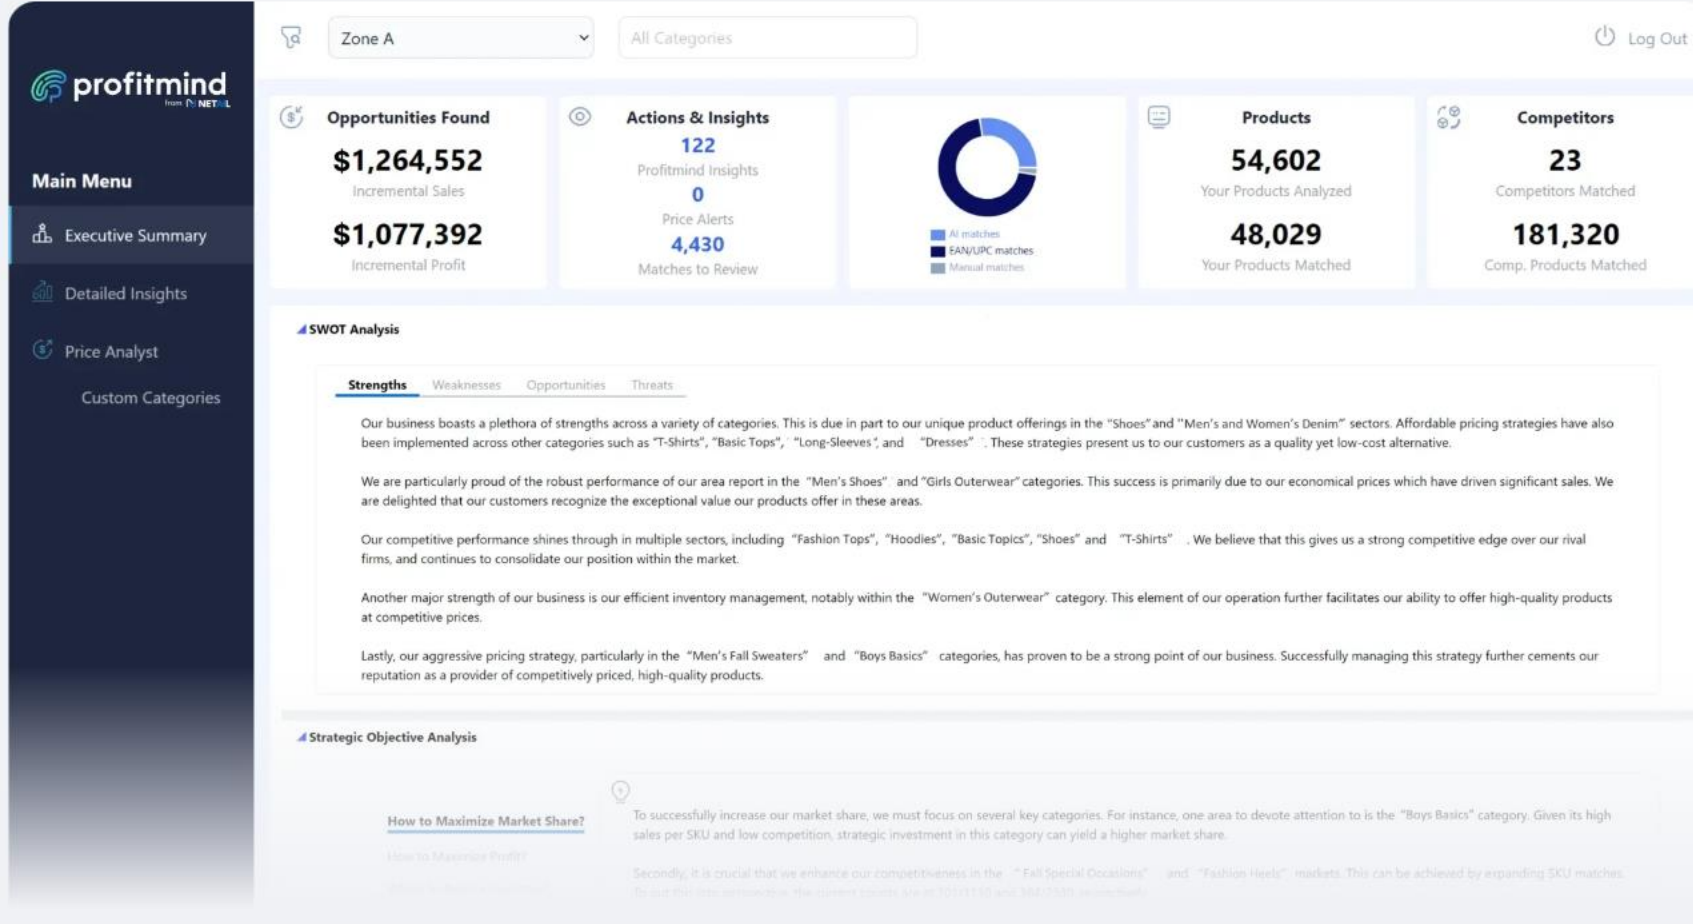 Zone A
All Categories
Log Out
profitmind
from NETAIL
Main Menu
Executive Summary
Detailed Insights
Price Analyst
Custom Categories
Opportunities Found
$1,264,552
Incremental Sales
$1,077,392
Incremental Profit
Actions & Insights
122
Profitmind Insights
0
Price Alerts
4,430
Matches to Review
AI matches
EAN/UPC matches
Manual matches
Products
54,602
Your Products Analyzed
48,029
Your Products Matched
Competitors
23
Competitors Matched
181,320
Comp. Products Matched
SWOT Analysis
Strengths Weaknesses Opportunities Threats
Our business boasts a plethora of strengths across a variety of categories. This is due in part to our unique product offerings in the "Shoes" and "Men's and Women's Denim" sectors. Affordable pricing strategies have also
been implemented across other categories such as "T-Shirts", "Basic Tops", "Long-Sleeves", and "Dresses" . These strategies present us to our customers as a quality yet low-cost alternative.
We are particularly proud of the robust performance of our area report in the "Men's Shoes" and "Girls Outerwear" categories. This success is primarily due to our economical prices which have driven significant sales. We
are delighted that our customers recognize the exceptional value our products offer in these areas.
Our competitive performance shines through in multiple sectors, including "Fashion Tops", "Hoodies", "Basic Topics", "Shoes" and "T-Shirts" . We believe that this gives us a strong competitive edge over our rival
firms, and continues to consolidate our position within the market.
Another major strength of our business is our efficient inventory management, notably within the "Women's Outerwear" category. This element of our operation further facilitates our ability to offer high-quality products
at competitive prices.
Lastly, our aggressive pricing strategy, particularly in the "Men's Fall Sweaters" and "Boys Basics" categories, has proven to be a strong point of our business. Successfully managing this strategy further cements our
reputation as a provider of competitively priced, high-quality products.
Strategic Objective Analysis
How to Maximize Market Share?
How to Maximize Profit?
To successfully increase our market share, we must focus on several key categories. For instance, one area to devote attention to is the "Boys Basics" category. Given its high
sales per SKU and low competition, strategic investment in this category can yield a higher market share.
Secondly, it is crucial that we enhance our competitiveness in the "Fall Special Occasions" and "Fashion Heels" markets. This can be achieved by expanding SKU matches.